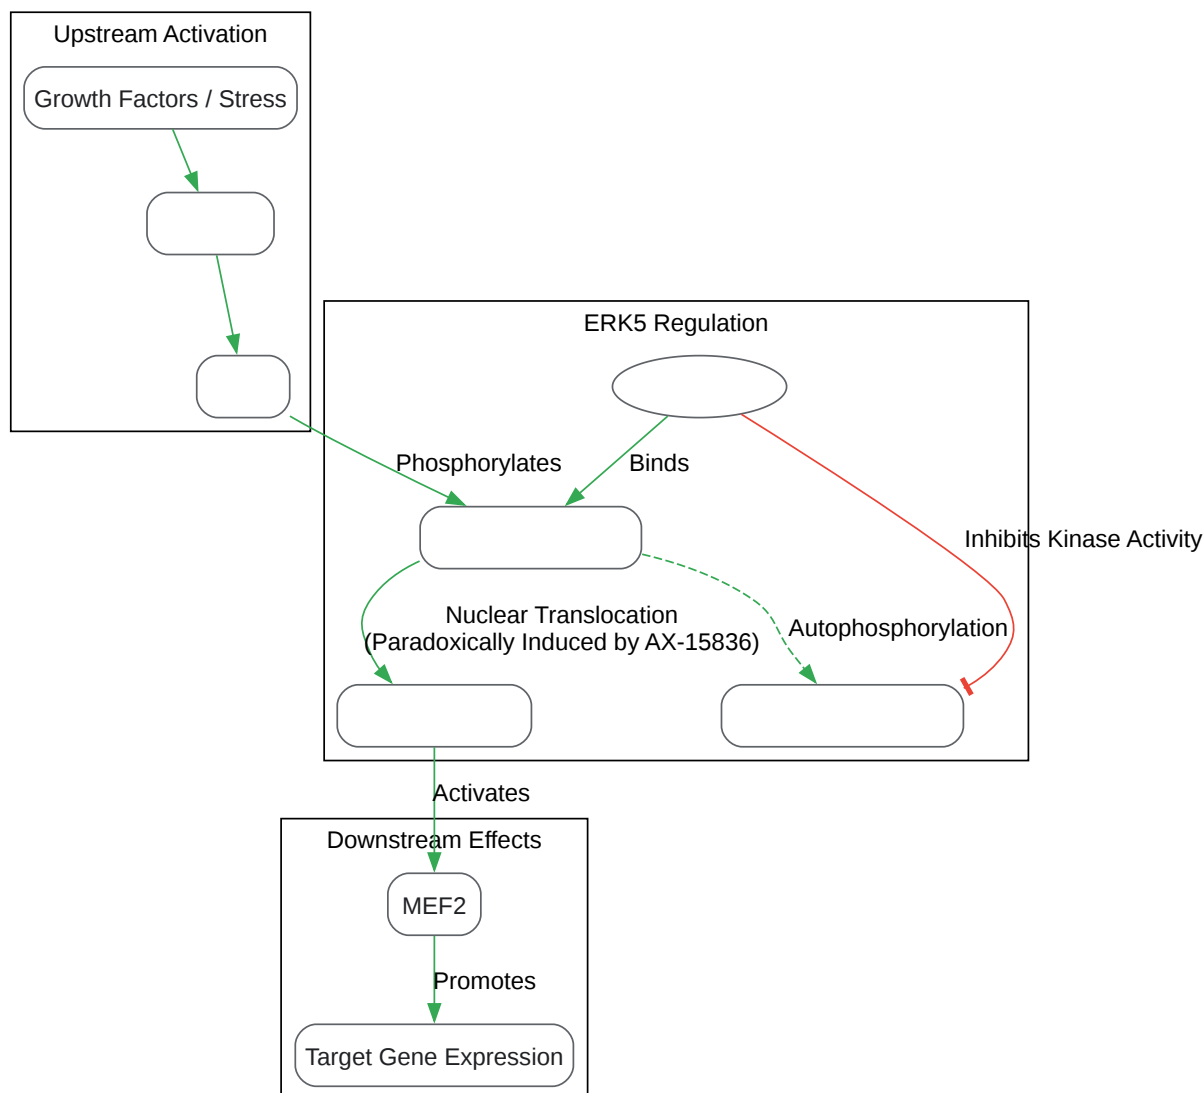 Upstream Activation
Growth Factors / Stress
ERK5 Regulation
Phosphorylates
Binds
Inhibits Kinase Activity
Nuclear Translocation
(Paradoxically Induced by AX-15836)
Autophosphorylation
Activates
Downstream Effects
MEF2
Promotes
Target Gene Expression